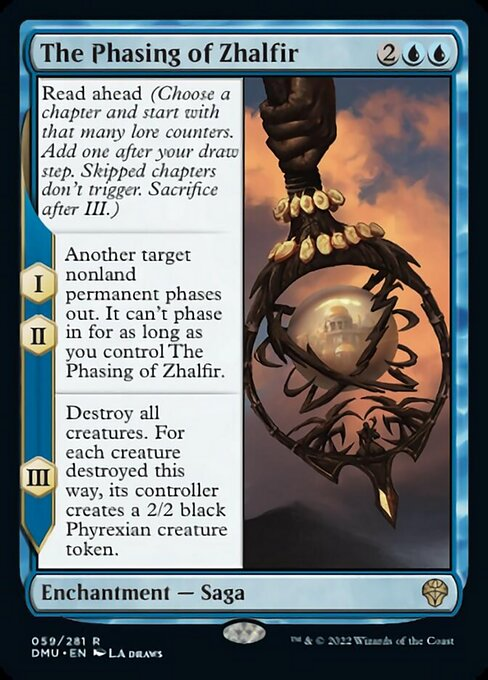 The Phasing of Zhalfir 2
Read ahead (Choose a
chapter and start with
that many lore counters.
Add one after your draw
step. Skipped chapters
don't trigger. Sacrifice
after III.)
I
II
Another target
nonland
permanent phases
out. It can't phase
in for as long as
you control The
Phasing of Zhalfir.
III
Destroy all
creatures. For
each creature
destroyed this
way, its controller
creates a 2/2 black
Phyrexian creature
token.
Enchantment — Saga
059/281 R
DMU • EN LA DRAWS
™ & © 2022 Wizards of the Coast